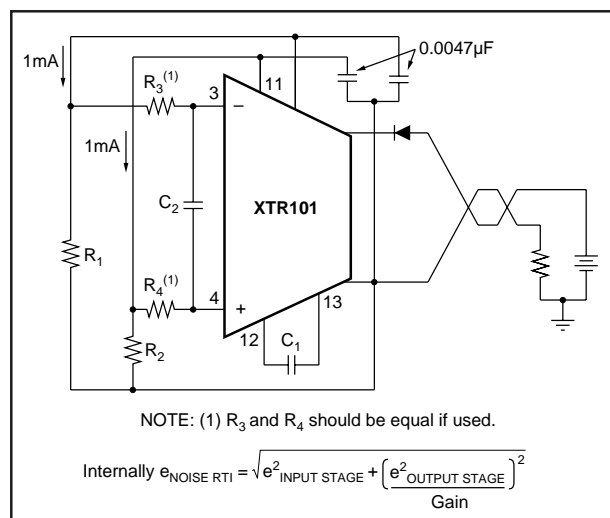 1mA
0.0047µF
R3(1)
11
3
−
1mA
C2
XTR101
R1
R4(1)
4
+
13
12
C1
R2
NOTE: (1) R3 and R4 should be equal if used.
Internally eNOISE RTI = √ e2INPUT STAGE + (e2OUTPUT STAGE / Gain)2